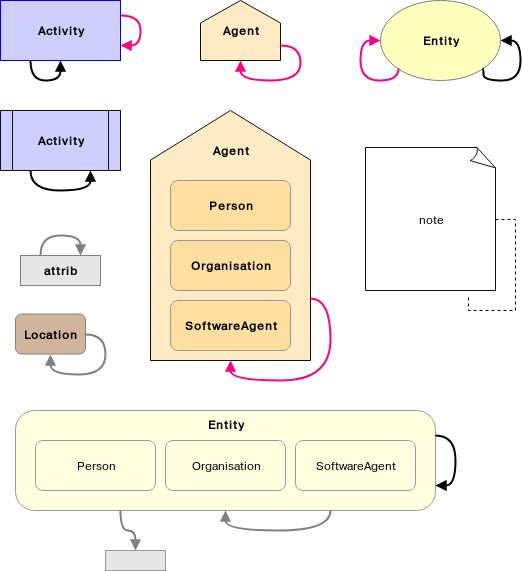 Activity
Agent
Entity
Activity
Agent
Person
Organisation
SoftwareAgent
note
attrib
Location
Entity
Person
Organisation
SoftwareAgent